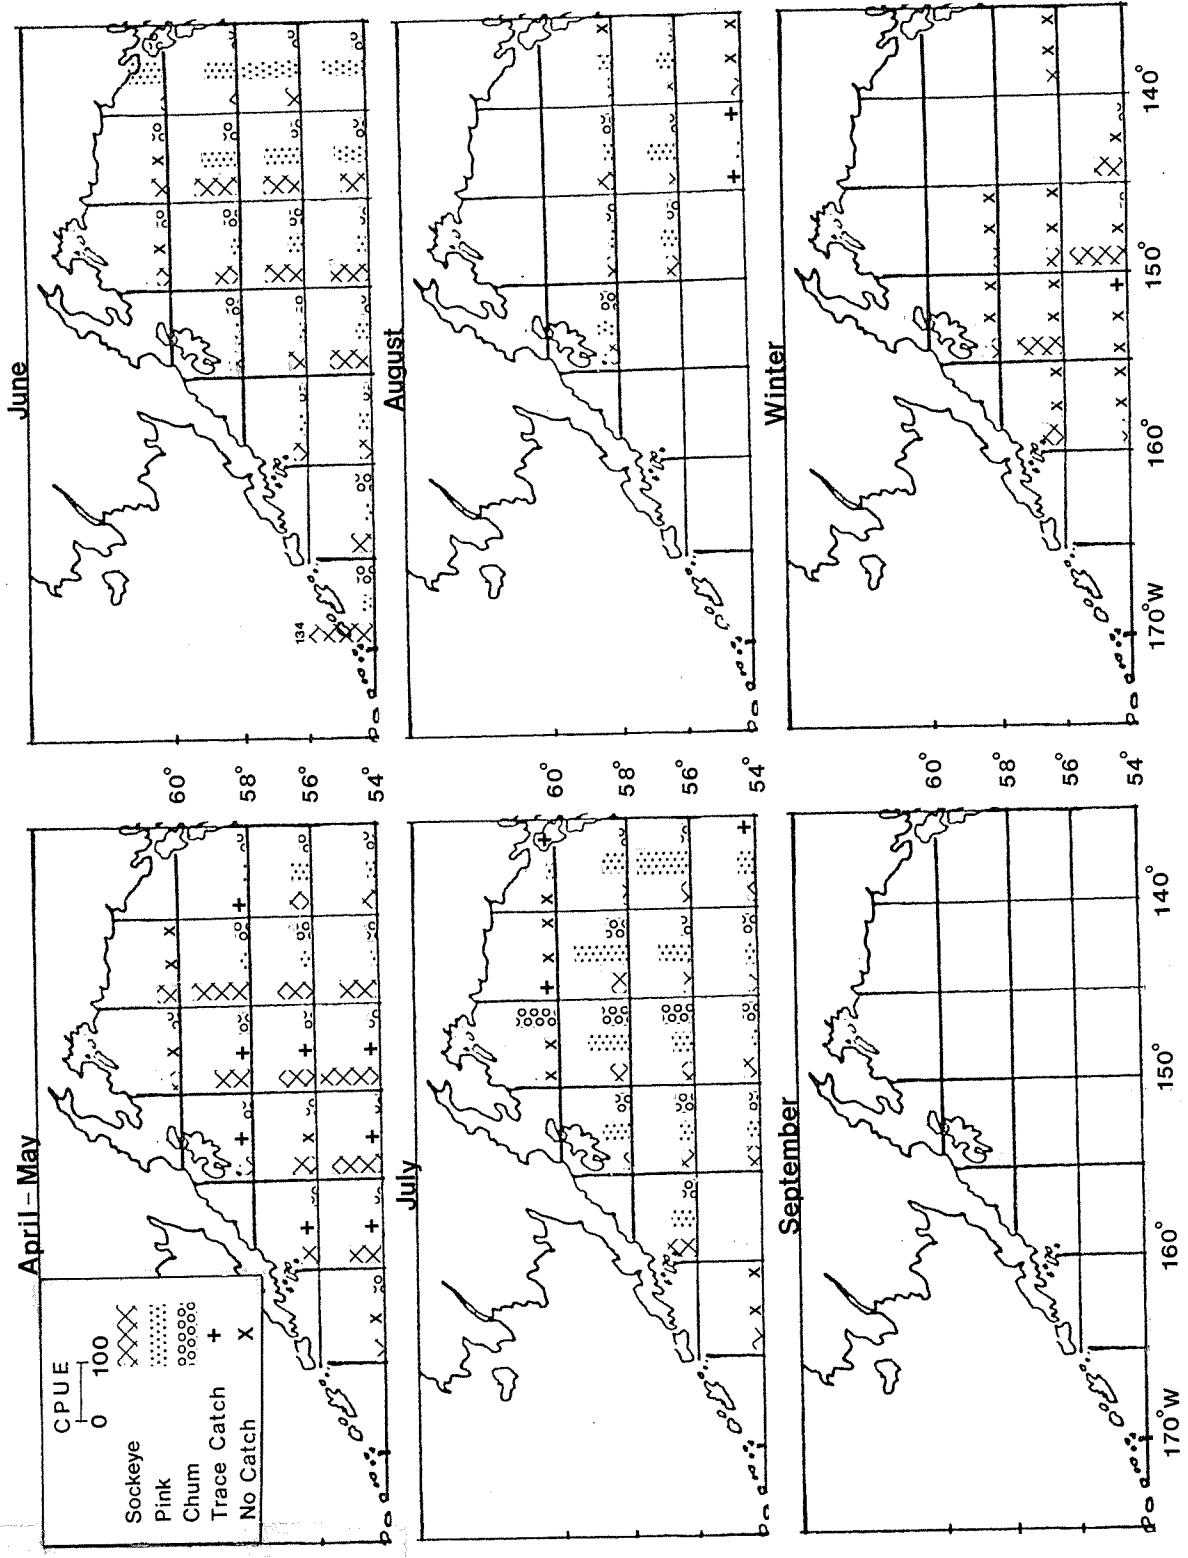 April–May
June
CPUE
0 100
Sockeye
Pink
Chum
Trace Catch +
No Catch X
134
60°
58°
56°
54°
July
August
60°
58°
56°
54°
September
Winter
60°
58°
56°
54°
170°W 160° 150° 140°
170°W 160° 150° 140°